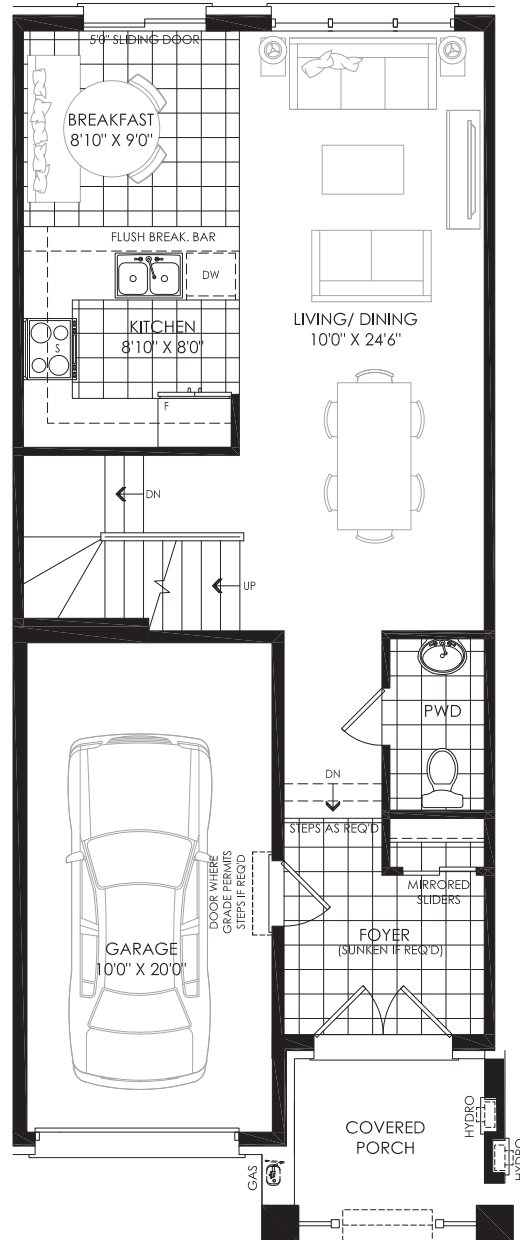 5'0" SLIDING DOOR
BREAKFAST
8'10" X 9'0"
FLUSH BREAK. BAR
DW
KITCHEN
8'10" X 8'0"
S
F
LIVING/ DINING
10'0" X 24'6"
DN
UP
PWD
DN
STEPS AS REQ'D
MIRRORED
SLIDERS
DOOR WHERE
GRADE PERMITS
STEPS IF REQ'D
FOYER
(SUNKEN IF REQ'D)
GARAGE
10'0" X 20'0"
COVERED
PORCH
HYDRO
HYDRO
GAS